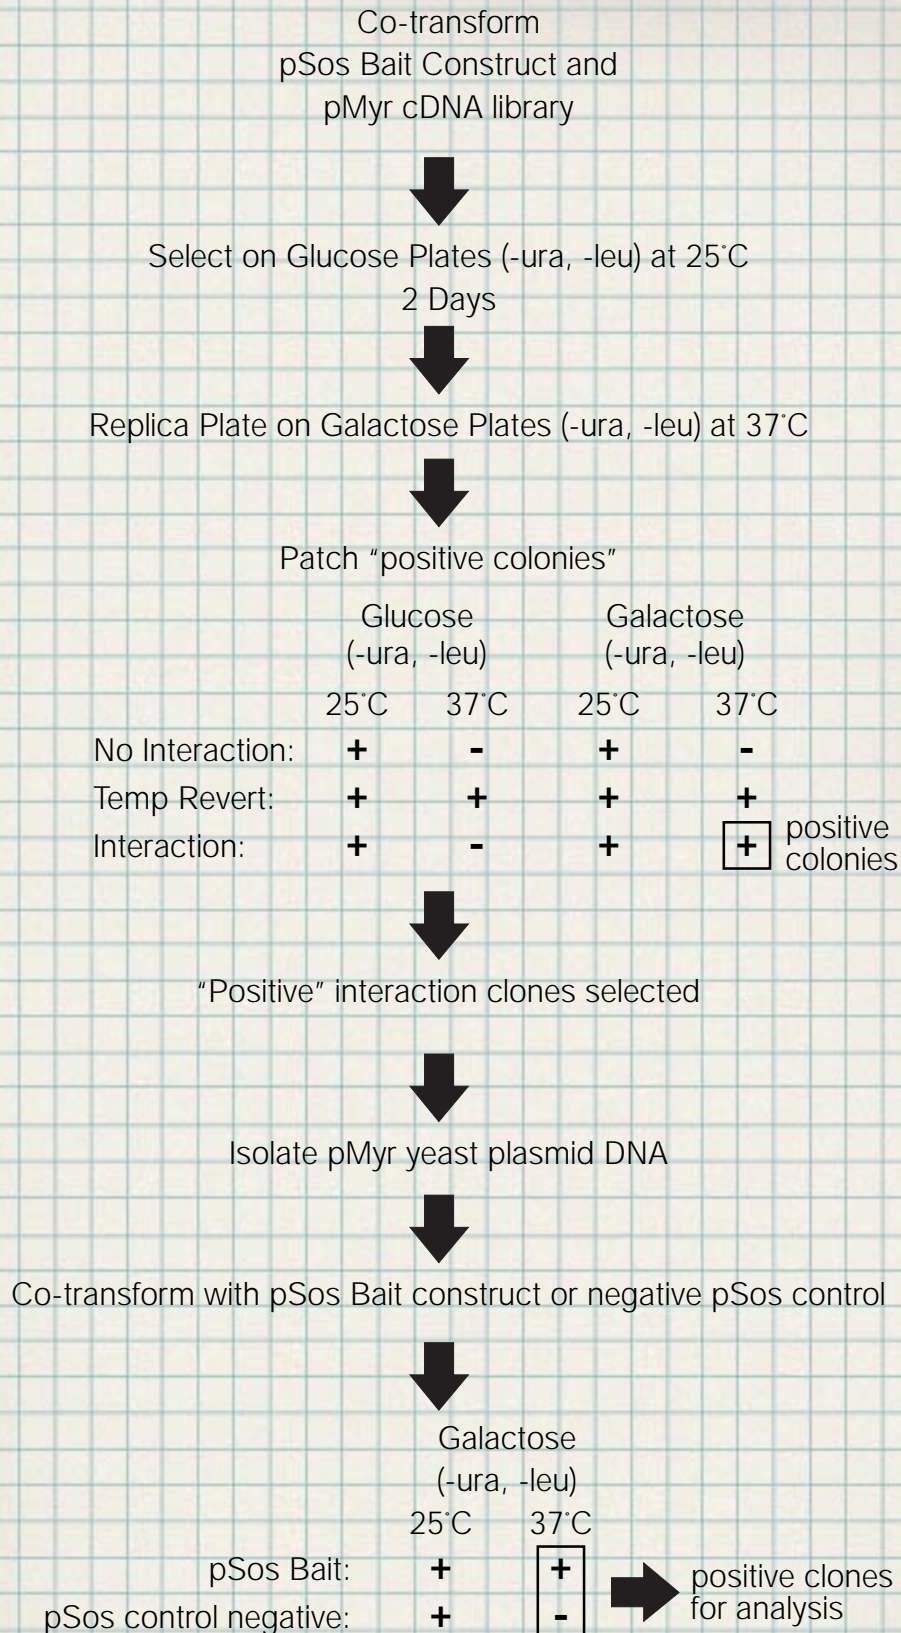 Co-transform
pSos Bait Construct and
pMyr cDNA library
Select on Glucose Plates (-ura, -leu) at 25°C
2 Days
Replica Plate on Galactose Plates (-ura, -leu) at 37°C
Patch “positive colonies”
Glucose Galactose
(-ura, -leu) (-ura, -leu)
25°C 37°C 25°C 37°C
No Interaction: + - + -
Temp Revert: + + + +
Interaction: + - + + positive
colonies
“Positive” interaction clones selected
Isolate pMyr yeast plasmid DNA
Co-transform with pSos Bait construct or negative pSos control
Galactose
(-ura, -leu)
25°C 37°C
pSos Bait: + + positive clones
for analysis
pSos control negative: + -